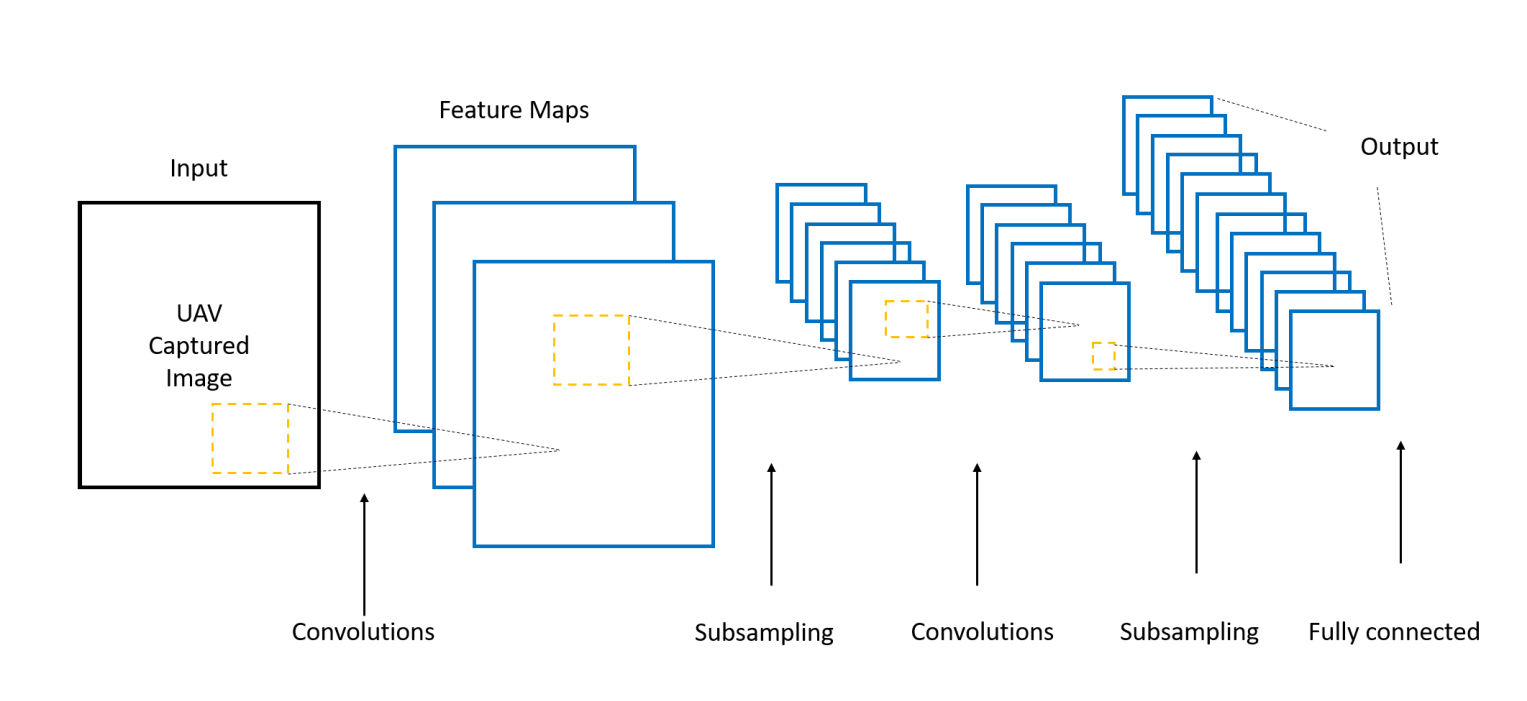 Feature Maps
Input
Output
UAV
Captured
Image
Convolutions
Subsampling
Convolutions
Subsampling
Fully connected